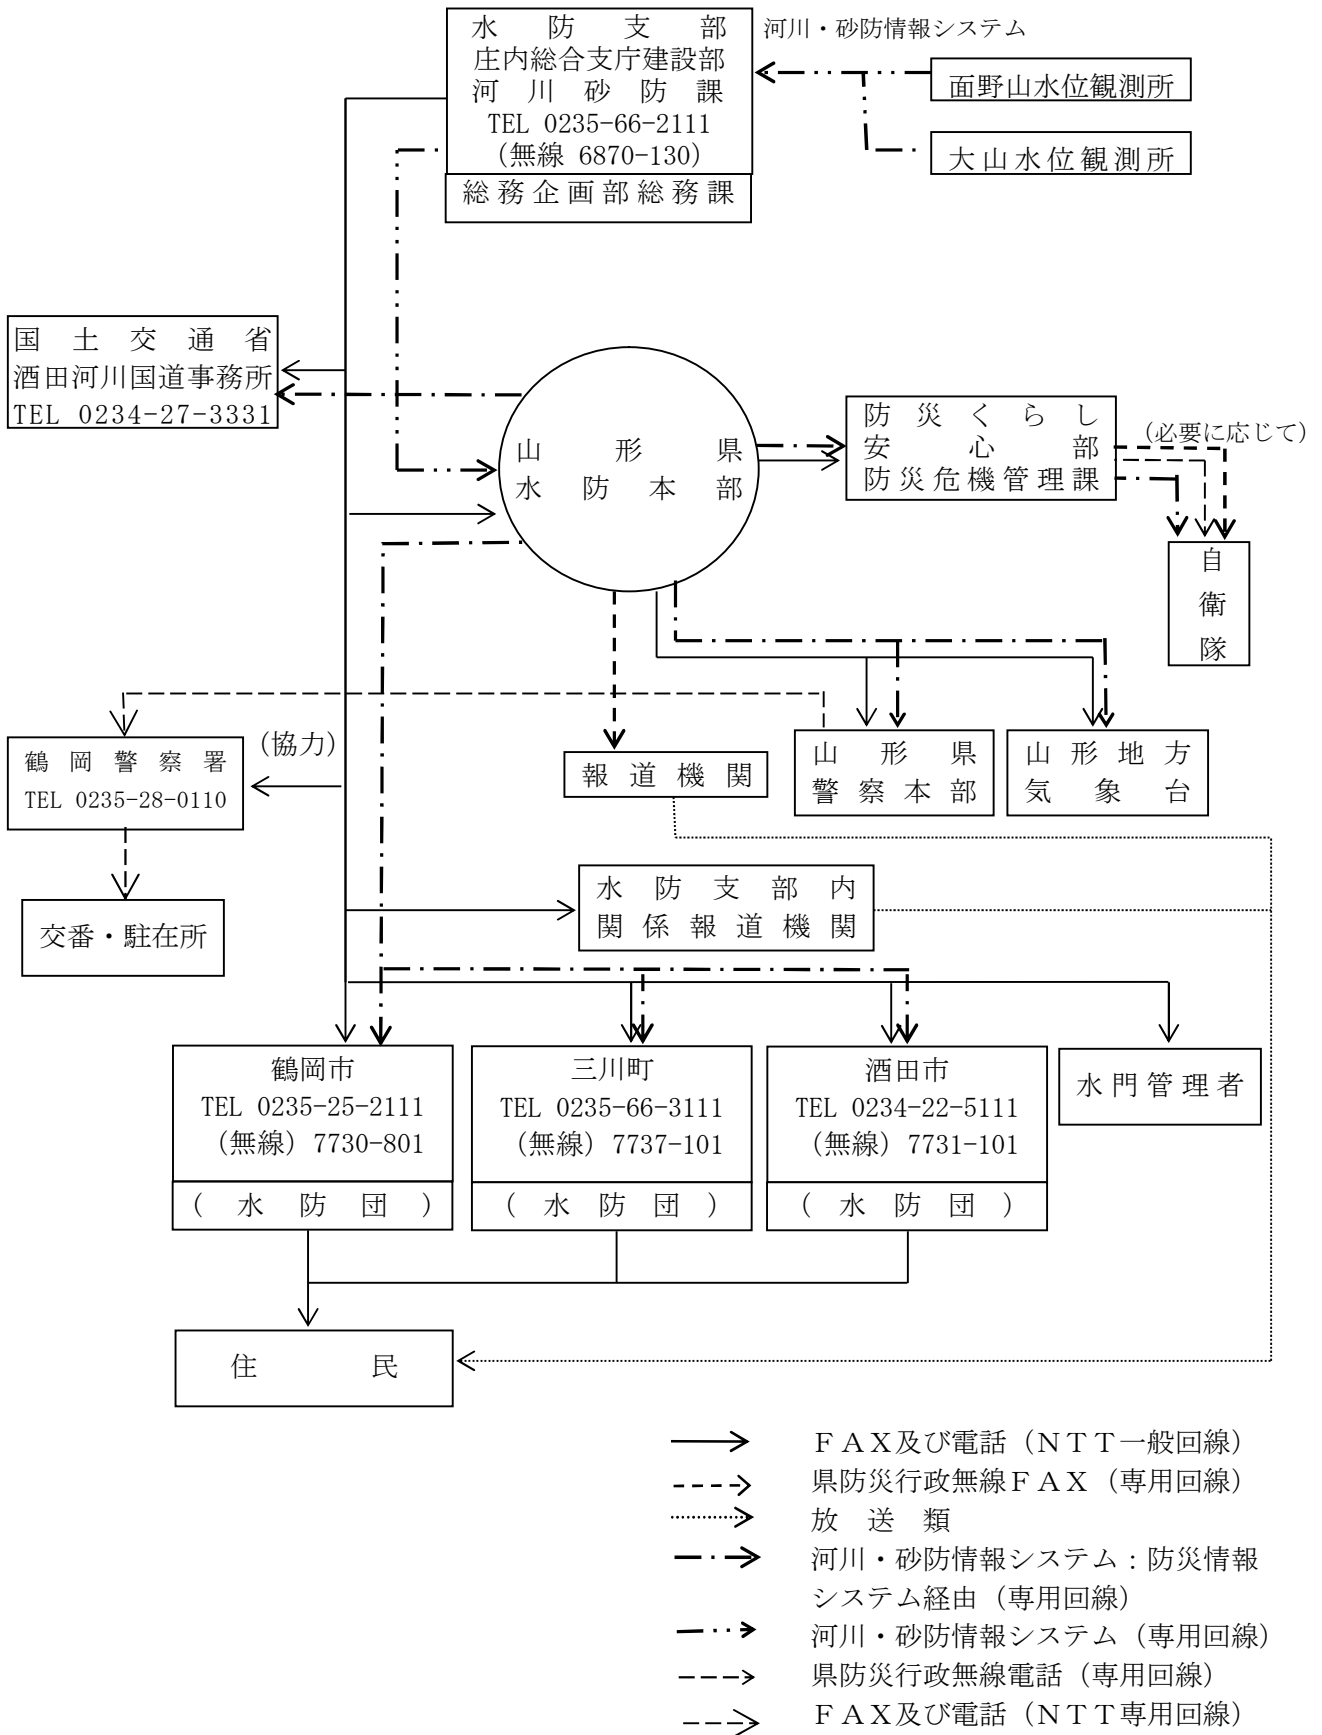 水防支部
庄内総合支庁建設部
河川砂防課
TEL 0235-66-2111
（無線 6870-130）
総務企画部総務課
河川・砂防情報システム
面野山水位観測所
大山水位観測所
国土交通省
酒田河川国道事務所
TEL 0234-27-3331
山形県
水防本部
防災くらし
安心部
防災危機管理課
（必要に応じて）
自
衛
隊
鶴岡警察署
TEL 0235-28-0110
（協力）
報道機関
山形県
警察本部
山形地方
気象台
交番・駐在所
水防支部内
関係報道機関
鶴岡市
TEL 0235-25-2111
（無線）7730-801
（水防団）
三川町
TEL 0235-66-3111
（無線）7737-101
（水防団）
酒田市
TEL 0234-22-5111
（無線）7731-101
（水防団）
水門管理者
住民
ＦＡＸ及び電話（ＮＴＴ一般回線）
県防災行政無線ＦＡＸ（専用回線）
放送類
河川・砂防情報システム：防災情報
システム経由（専用回線）
河川・砂防情報システム（専用回線）
県防災行政無線電話（専用回線）
ＦＡＸ及び電話（ＮＴＴ専用回線）